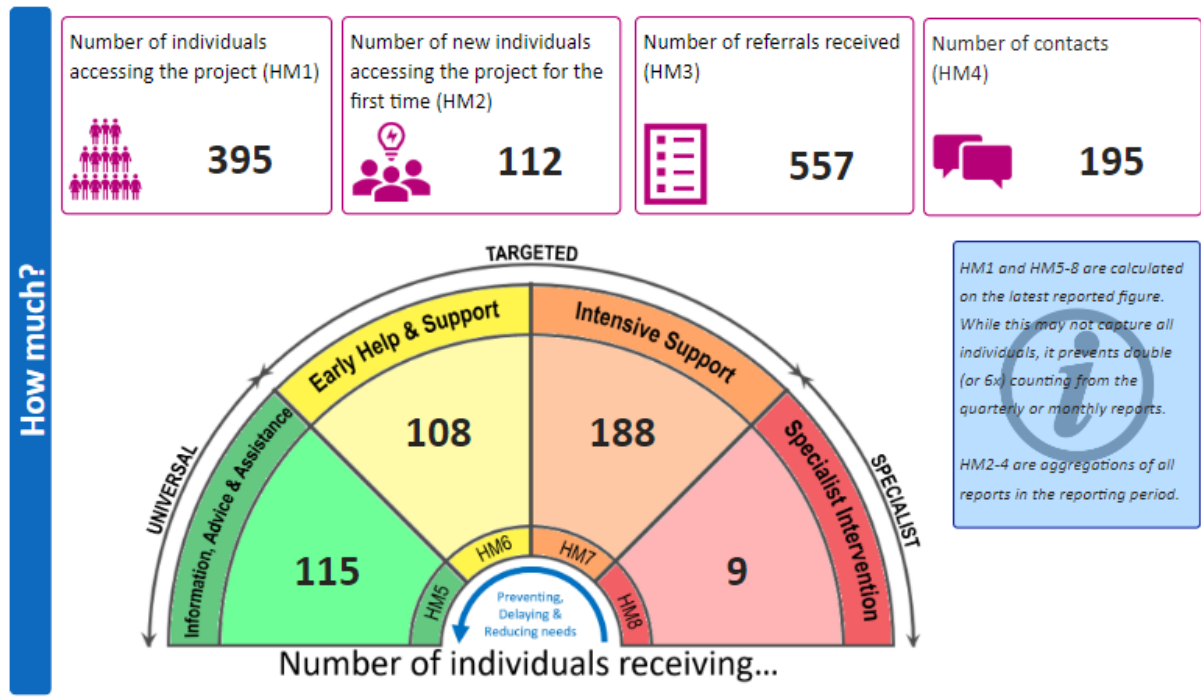 How much?
Number of individuals
accessing the project (HM1)
395
Number of new individuals
accessing the project for the
first time (HM2)
112
Number of referrals received
(HM3)
557
Number of contacts
(HM4)
195
TARGETED
UNIVERSAL
SPECIALIST
Information, Advice & Assistance
Early Help & Support
Intensive Support
Specialist Intervention
115
108
188
9
HM5
HM6
HM7
HM8
Preventing,
Delaying &
Reducing needs
Number of individuals receiving...
HM1 and HM5-8 are calculated
on the latest reported figure.
While this may not capture all
individuals, it prevents double
(or 6x) counting from the
quarterly or monthly reports.
HM2-4 are aggregations of all
reports in the reporting period.